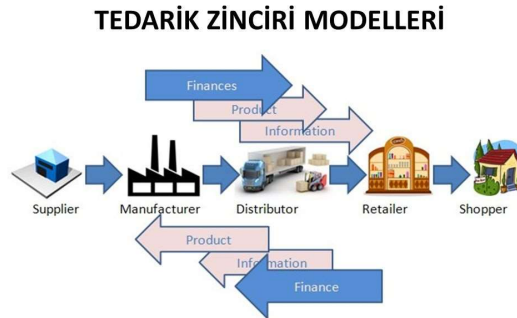 TEDARİK ZİNCİRİ MODELLERİ
Finances
Product
Information
Supplier Manufacturer Distributor Retailer Shopper
Product
Information
Finance